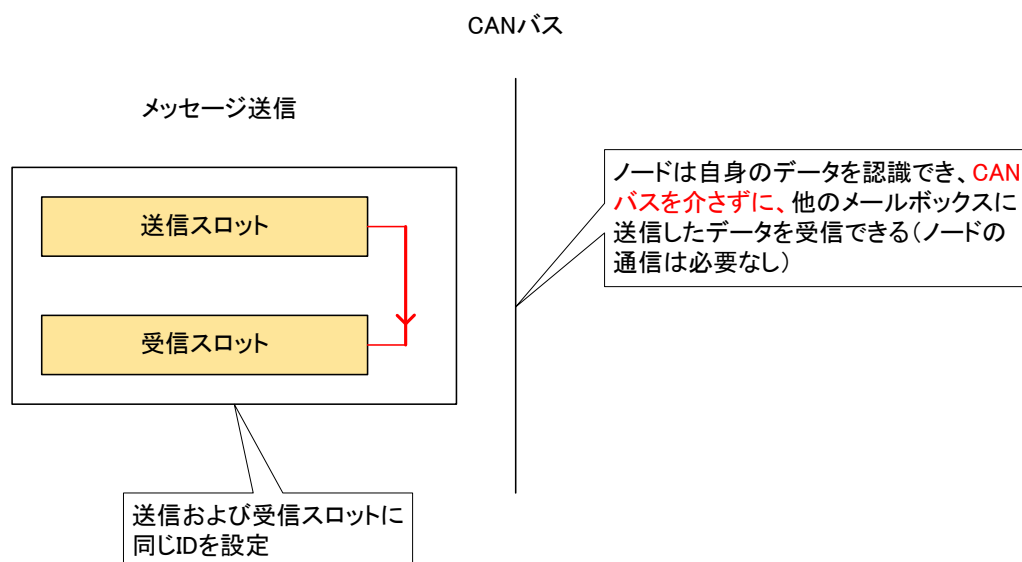 CANバス
メッセージ送信
送信スロット
受信スロット
ノードは自身のデータを認識でき、CAN
バスを介さずに、他のメールボックスに
送信したデータを受信できる（ノードの
通信は必要なし）
送信および受信スロットに
同じIDを設定